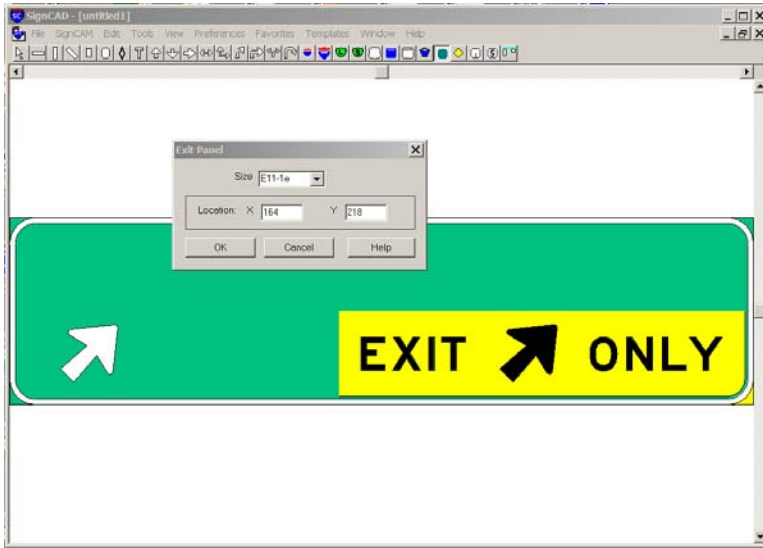 SignCAD - [untitled1]
File SignCAM Edit Tools View Preferences Favorites Templates Window Help
Exit Panel
Size E11-1e
Location: X 164 Y 218
OK Cancel Help
EXIT ONLY